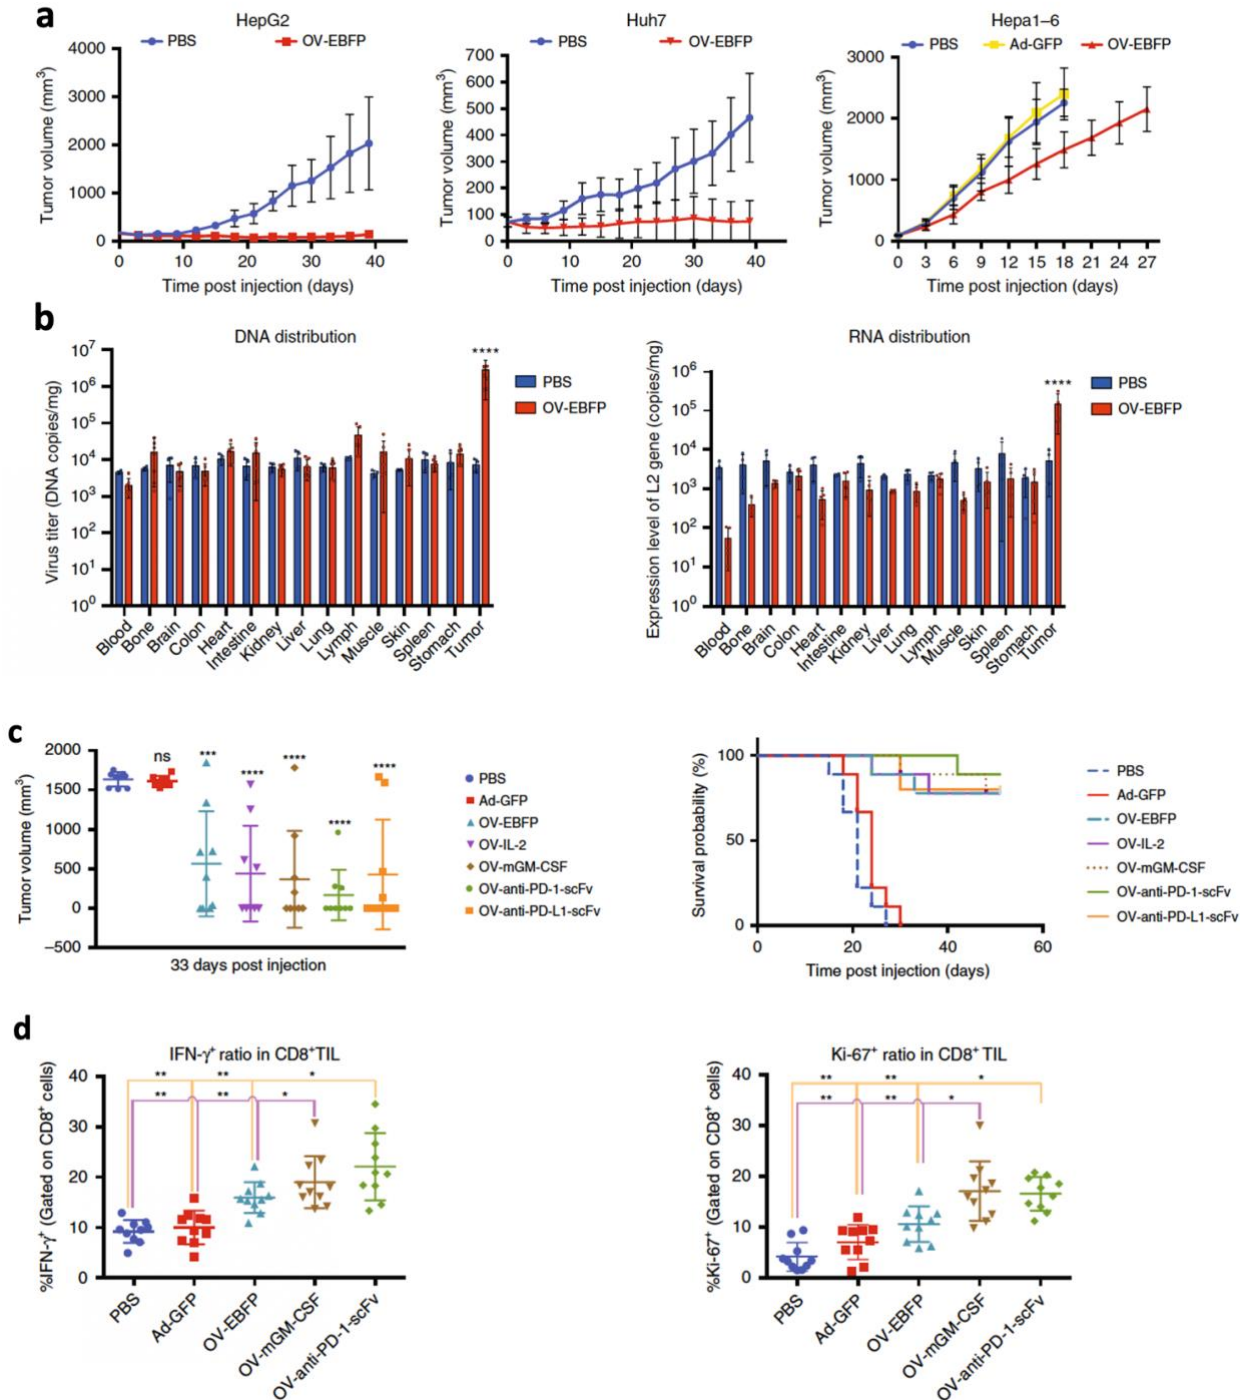 a
HepG2
PBS
OV-EBFP
Tumor volume (mm³)
4000
3000
2000
1000
0
0 10 20 30 40
Time post injection (days)
Huh7
PBS
OV-EBFP
Tumor volume (mm³)
700
600
500
400
300
200
100
0
0 10 20 30 40
Time post injection (days)
Hepa1–6
PBS
Ad-GFP
OV-EBFP
Tumor volume (mm³)
3000
2000
1000
0
0 3 6 9 12 15 18 21 24 27
Time post injection (days)
b
DNA distribution
Virus titer (DNA copies/mg)
10⁷
10⁶
10⁵
10⁴
10³
10²
10¹
10⁰
****
PBS
OV-EBFP
Blood Bone Brain Colon Heart Intestine Kidney Liver Lung Lymph Muscle Skin Spleen Stomach Tumor
RNA distribution
Expression level of L2 gene (copies/mg)
10⁶
10⁵
10⁴
10³
10²
10¹
10⁰
****
PBS
OV-EBFP
Blood Bone Brain Colon Heart Intestine Kidney Liver Lung Lymph Muscle Skin Spleen Stomach Tumor
c
Tumor volume (mm³)
2000
1500
1000
500
0
–500
ns *** **** **** **** ****
33 days post injection
PBS
Ad-GFP
OV-EBFP
OV-IL-2
OV-mGM-CSF
OV-anti-PD-1-scFv
OV-anti-PD-L1-scFv
Survival probability (%)
100
50
0
0 20 40 60
Time post injection (days)
PBS
Ad-GFP
OV-EBFP
OV-IL-2
OV-mGM-CSF
OV-anti-PD-1-scFv
OV-anti-PD-L1-scFv
d
IFN-γ⁺ ratio in CD8⁺TIL
%IFN-γ⁺ (Gated on CD8⁺ cells)
40
30
20
10
0
** ** *
** ** *
PBS
Ad-GFP
OV-EBFP
OV-mGM-CSF
OV-anti-PD-1-scFv
Ki-67⁺ ratio in CD8⁺ TIL
%Ki-67⁺ (Gated on CD8⁺ cells)
40
30
20
10
0
** ** *
** ** *
PBS
Ad-GFP
OV-EBFP
OV-mGM-CSF
OV-anti-PD-1-scFv